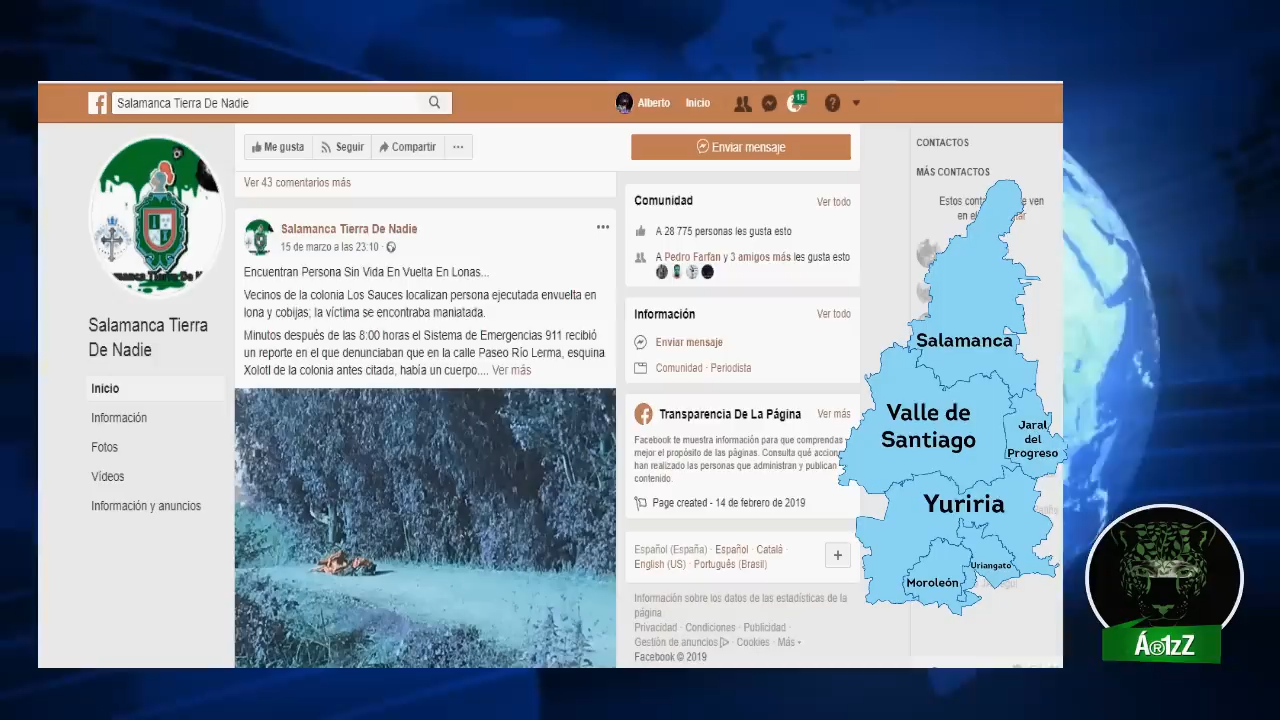 Salamanca Tierra De Nadie
Alberto
Inicio
15
Me gusta
Seguir
Compartir
Enviar mensaje
Ver 43 comentarios más
Salamanca Tierra De Nadie
15 de marzo a las 23:10
Encuentran Persona Sin Vida En Vuelta En Lonas...
Vecinos de la colonia Los Sauces localizan persona ejecutada envuelta en
lona y cobijas; la víctima se encontraba maniatada.
Minutos después de las 8:00 horas el Sistema de Emergencias 911 recibió
un reporte en el que denunciaban que en la calle Paseo Río Lerma, esquina
Xolotl de la colonia antes citada, había un cuerpo.... Ver más
Salamanca Tierra
De Nadie
Inicio
Información
Fotos
Vídeos
Información y anuncios
Comunidad
Ver todo
A 28 775 personas les gusta esto
A Pedro Farfan y 3 amigos más les gusta esto
Información
Ver todo
Enviar mensaje
Comunidad · Periodista
Transparencia De La Página
Ver más
Facebook te muestra información para que comprendas
mejor el propósito de las páginas. Consulta qué
han realizado las personas que administran y publican
contenido.
Page created - 14 de febrero de 2019
Español (España) · Español · Català ·
English (US) · Português (Brasil)
Información sobre los datos de las estadísticas de la
página
Privacidad · Condiciones · Publicidad ·
Gestión de anuncios · Cookies · Más
Facebook © 2019
CONTACTOS
MÁS CONTACTOS
Estos ven
en el
Salamanca
Valle de
Santiago
Jaral
del
Progreso
Yuriria
Uriangato
Moroleón
Á®1zZ